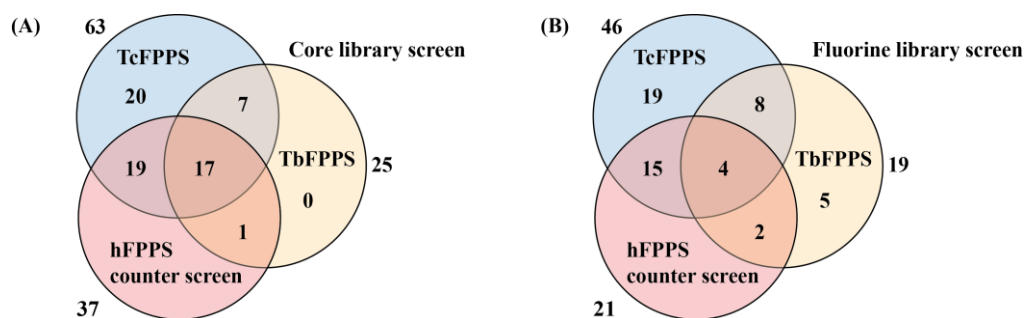 (A)
63
Core library screen
TcFPPS
20
7
19
17
TbFPPS
25
0
1
hFPPS
counter screen
37
(B)
46
Fluorine library screen
TcFPPS
19
8
15
4
TbFPPS
19
5
2
hFPPS
counter screen
21